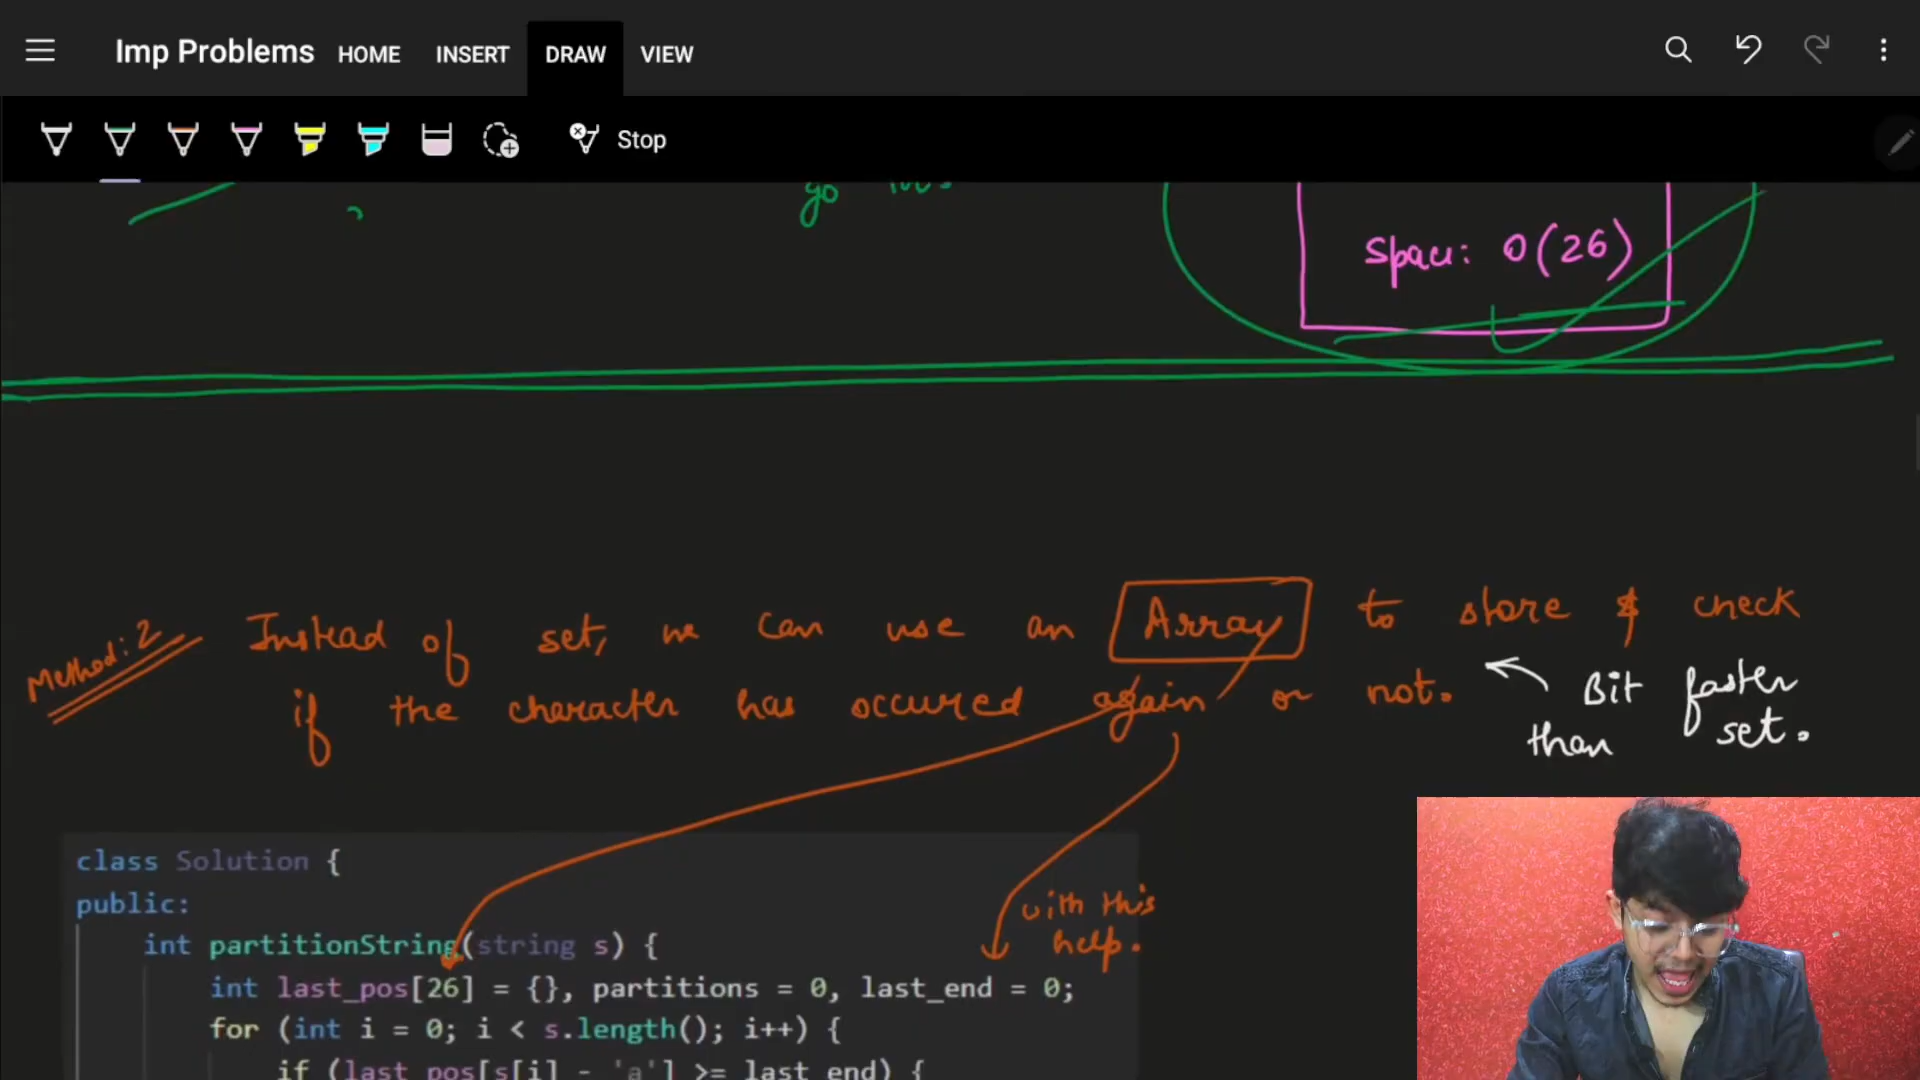 Imp Problems HOME INSERT DRAW VIEW
Stop
go
Spacu: O(26)
Method: 2
Instead of set, we can use an Array to store & check
if the character has occured again or not.
Bit faster
than set.
class Solution {
public:
with this
help.
int partitionString(string s) {
int last_pos[26] = {}, partitions = 0, last_end = 0;
for (int i = 0; i < s.length(); i++) {
if (last_pos[s[i] - 'a'] >= last_end) {